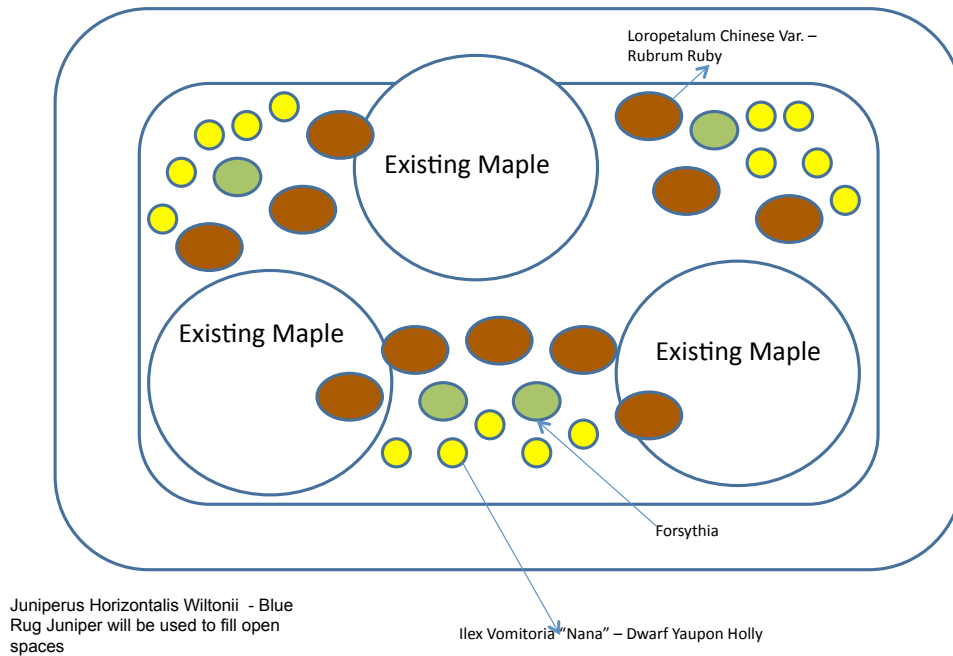 Loropetalum Chinese Var. –
Rubrum Ruby
Existing Maple
Existing Maple
Existing Maple
Forsythia
Juniperus Horizontalis Wiltonii - Blue
Rug Juniper will be used to fill open
spaces
Ilex Vomitoria “Nana” – Dwarf Yaupon Holly